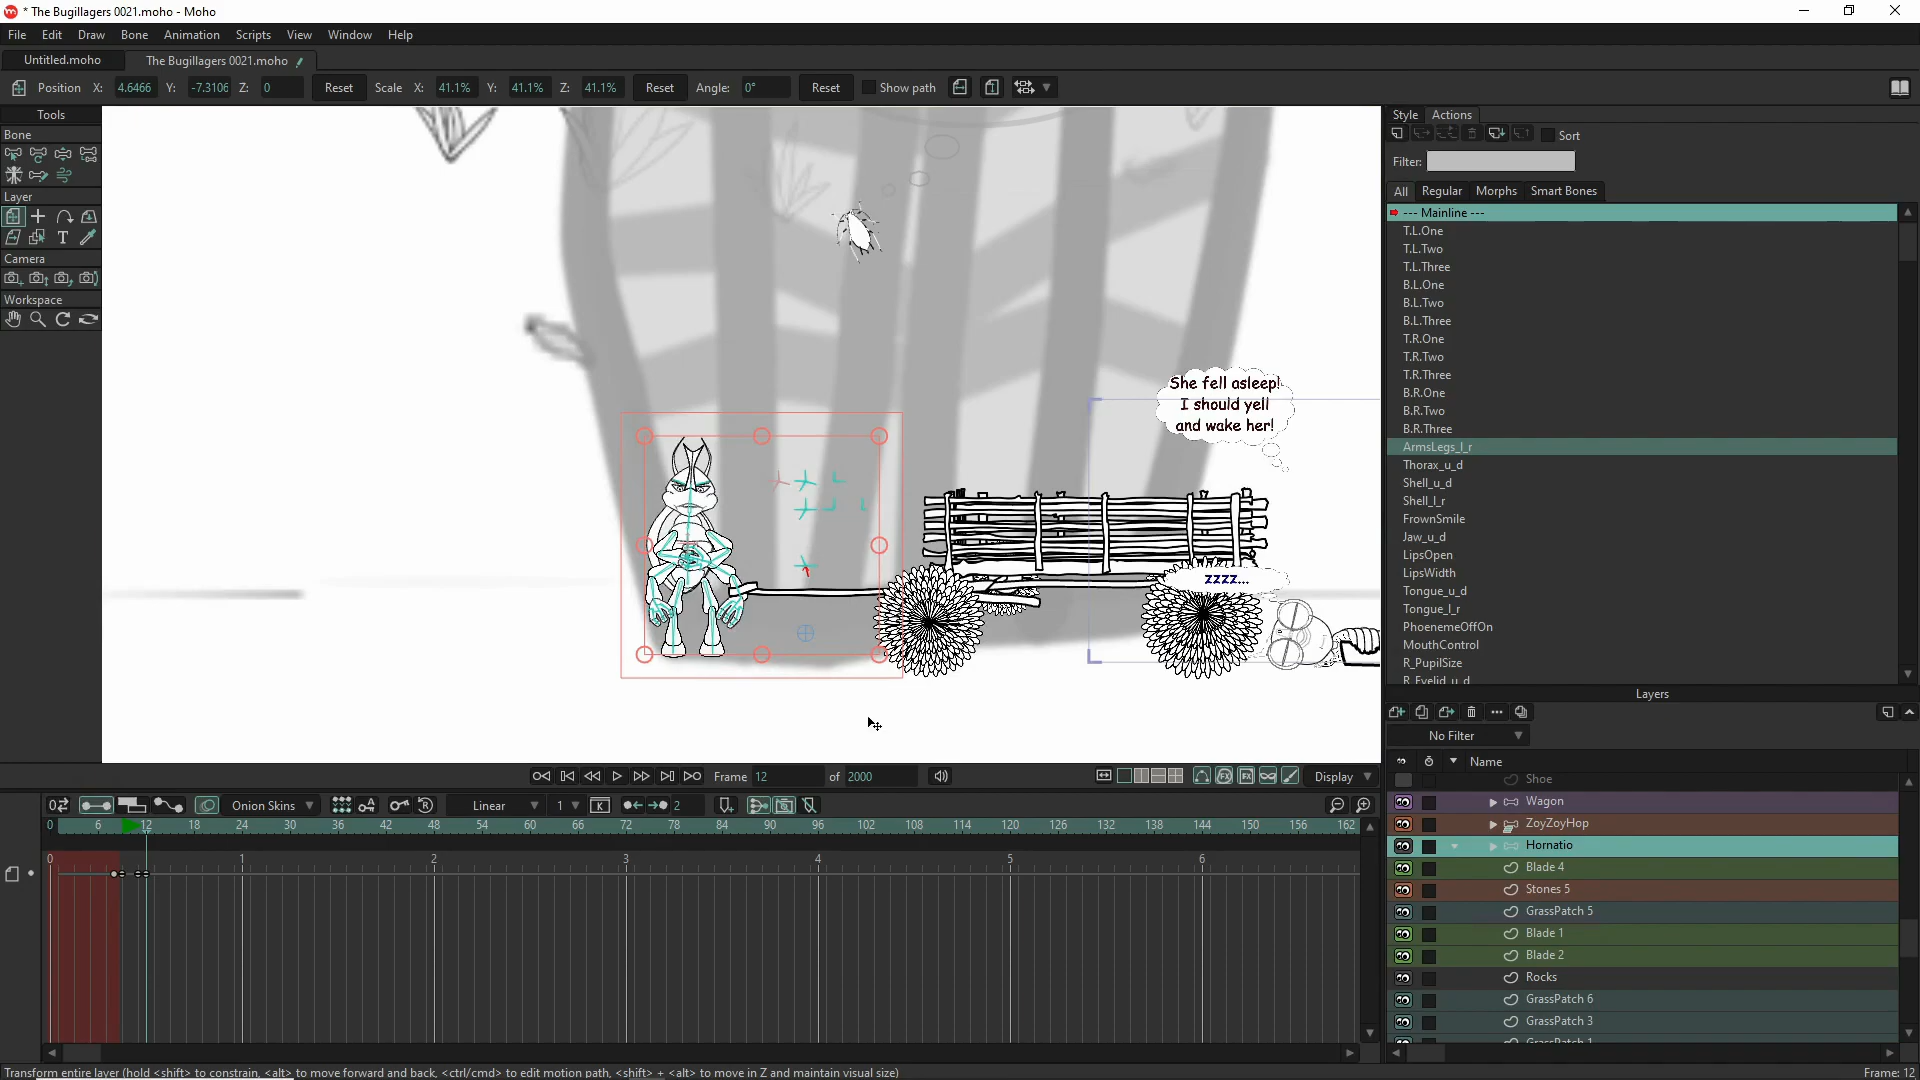 * The Bugillagers 0021.moho - Moho
File Edit Draw Bone Animation Scripts View Window Help
Untitled.moho The Bugillagers 0021.moho
Position X: 4.6466 Y: -7.3106 Z: 0 Reset Scale X: 41.1% Y: 41.1% Z: 41.1% Reset Angle: 0° Reset Show path
Tools
Bone
Layer
Camera
Workspace
She fell asleep!
I should yell
and wake her!
zzzz...
Style Actions
Sort
Filter:
All Regular Morphs Smart Bones
--- Mainline ---
T.L.One
T.L.Two
T.L.Three
B.L.One
B.L.Two
B.L.Three
T.R.One
T.R.Two
T.R.Three
B.R.One
B.R.Two
B.R.Three
ArmsLegs_l_r
Thorax_u_d
Shell_u_d
Shell_l_r
FrownSmile
Jaw_u_d
LipsOpen
LipsWidth
Tongue_u_d
Tongue_l_r
PhoenemeOffOn
MouthControl
R_PupilSize
R_Eyelid_u_d
Layers
No Filter
Name
Shoe
Wagon
ZoyZoyHop
Hornatio
Blade 4
Stones 5
GrassPatch 5
Blade 1
Blade 2
Rocks
GrassPatch 6
GrassPatch 3
GrassPatch 1
Frame 12 of 2000 Display
Onion Skins Linear 1 2
0 6 12 18 24 30 36 42 48 54 60 66 72 78 84 90 96 102 108 114 120 126 132 138 144 150 156 162
0 1 2 3 4 5 6
Transform entire layer (hold <shift> to constrain, <alt> to move forward and back, <ctrl/cmd> to edit motion path, <shift> + <alt> to move in Z and maintain visual size) Frame: 12